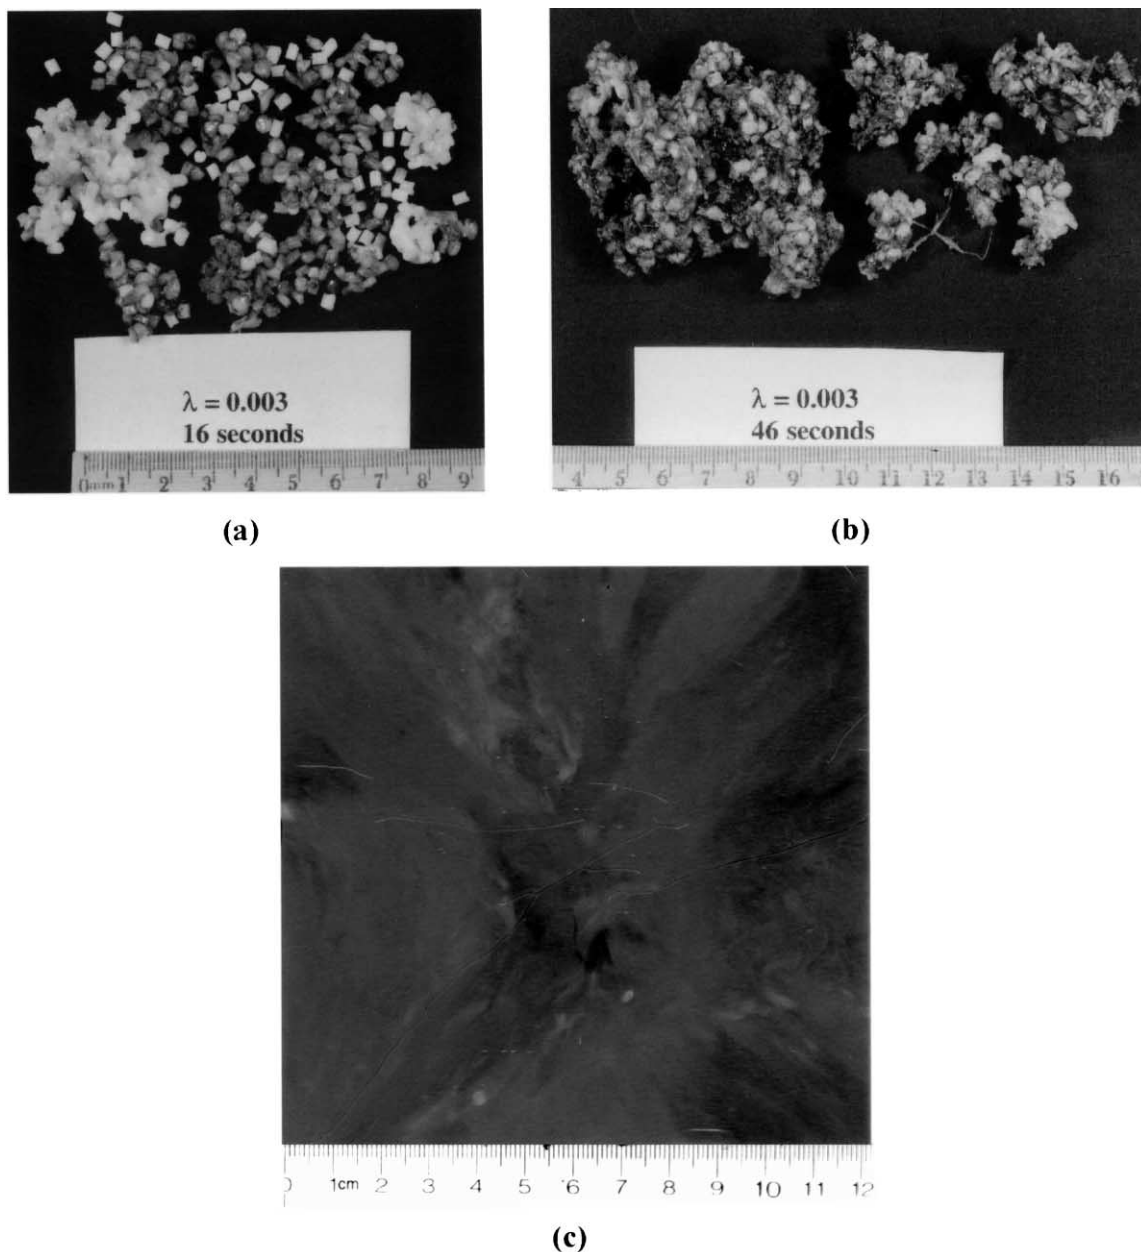 λ = 0.003
16 seconds
0mm 1 2 3 4 5 6 7 8 9
(a)
λ = 0.003
46 seconds
4 5 6 7 8 9 10 11 12 13 14 15 16
(b)
0 1cm 2 3 4 5 6 7 8 9 10 11 12
(c)